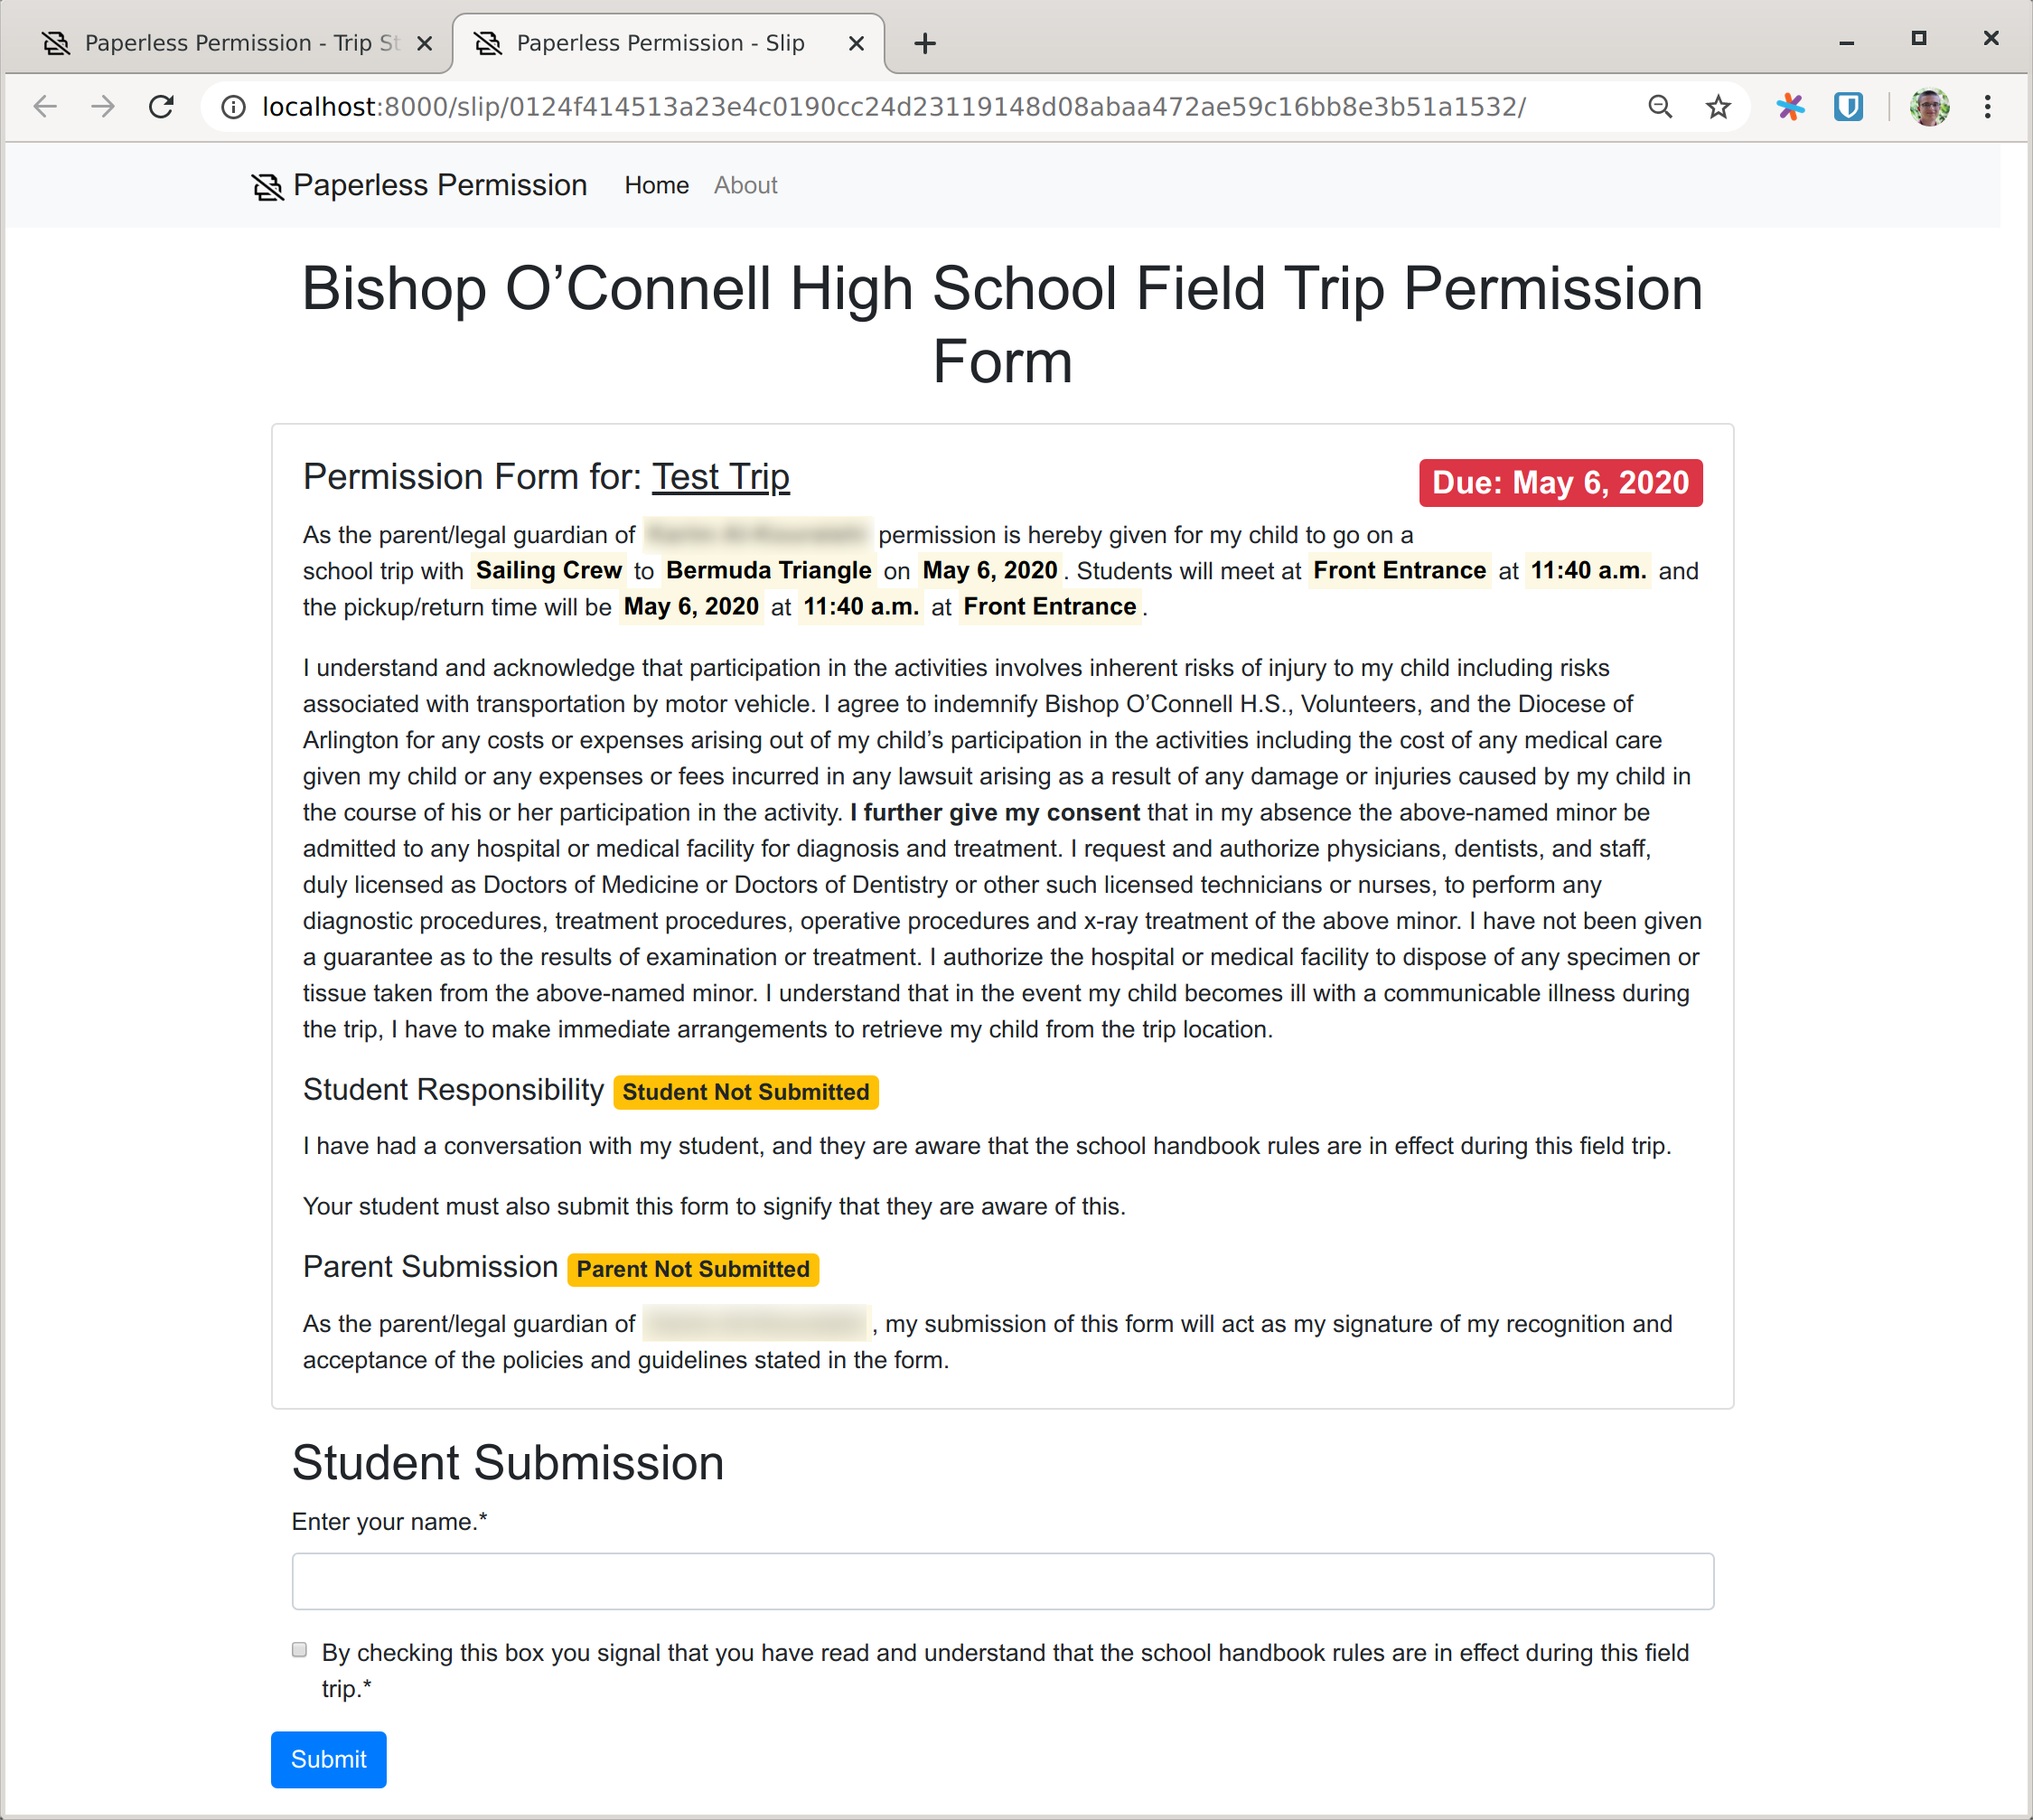 Paperless Permission - Trip St
Paperless Permission - Slip
localhost:8000/slip/0124f414513a23e4c0190cc24d23119148d08abaa472ae59c16bb8e3b51a1532/
Paperless Permission Home About
Bishop O’Connell High School Field Trip Permission
Form
Permission Form for: Test Trip
Due: May 6, 2020
As the parent/legal guardian of permission is hereby given for my child to go on a
school trip with Sailing Crew to Bermuda Triangle on May 6, 2020. Students will meet at Front Entrance at 11:40 a.m. and
the pickup/return time will be May 6, 2020 at 11:40 a.m. at Front Entrance.
I understand and acknowledge that participation in the activities involves inherent risks of injury to my child including risks
associated with transportation by motor vehicle. I agree to indemnify Bishop O’Connell H.S., Volunteers, and the Diocese of
Arlington for any costs or expenses arising out of my child’s participation in the activities including the cost of any medical care
given my child or any expenses or fees incurred in any lawsuit arising as a result of any damage or injuries caused by my child in
the course of his or her participation in the activity. I further give my consent that in my absence the above-named minor be
admitted to any hospital or medical facility for diagnosis and treatment. I request and authorize physicians, dentists, and staff,
duly licensed as Doctors of Medicine or Doctors of Dentistry or other such licensed technicians or nurses, to perform any
diagnostic procedures, treatment procedures, operative procedures and x-ray treatment of the above minor. I have not been given
a guarantee as to the results of examination or treatment. I authorize the hospital or medical facility to dispose of any specimen or
tissue taken from the above-named minor. I understand that in the event my child becomes ill with a communicable illness during
the trip, I have to make immediate arrangements to retrieve my child from the trip location.
Student Responsibility Student Not Submitted
I have had a conversation with my student, and they are aware that the school handbook rules are in effect during this field trip.
Your student must also submit this form to signify that they are aware of this.
Parent Submission Parent Not Submitted
As the parent/legal guardian of , my submission of this form will act as my signature of my recognition and
acceptance of the policies and guidelines stated in the form.
Student Submission
Enter your name.*
By checking this box you signal that you have read and understand that the school handbook rules are in effect during this field
trip.*
Submit